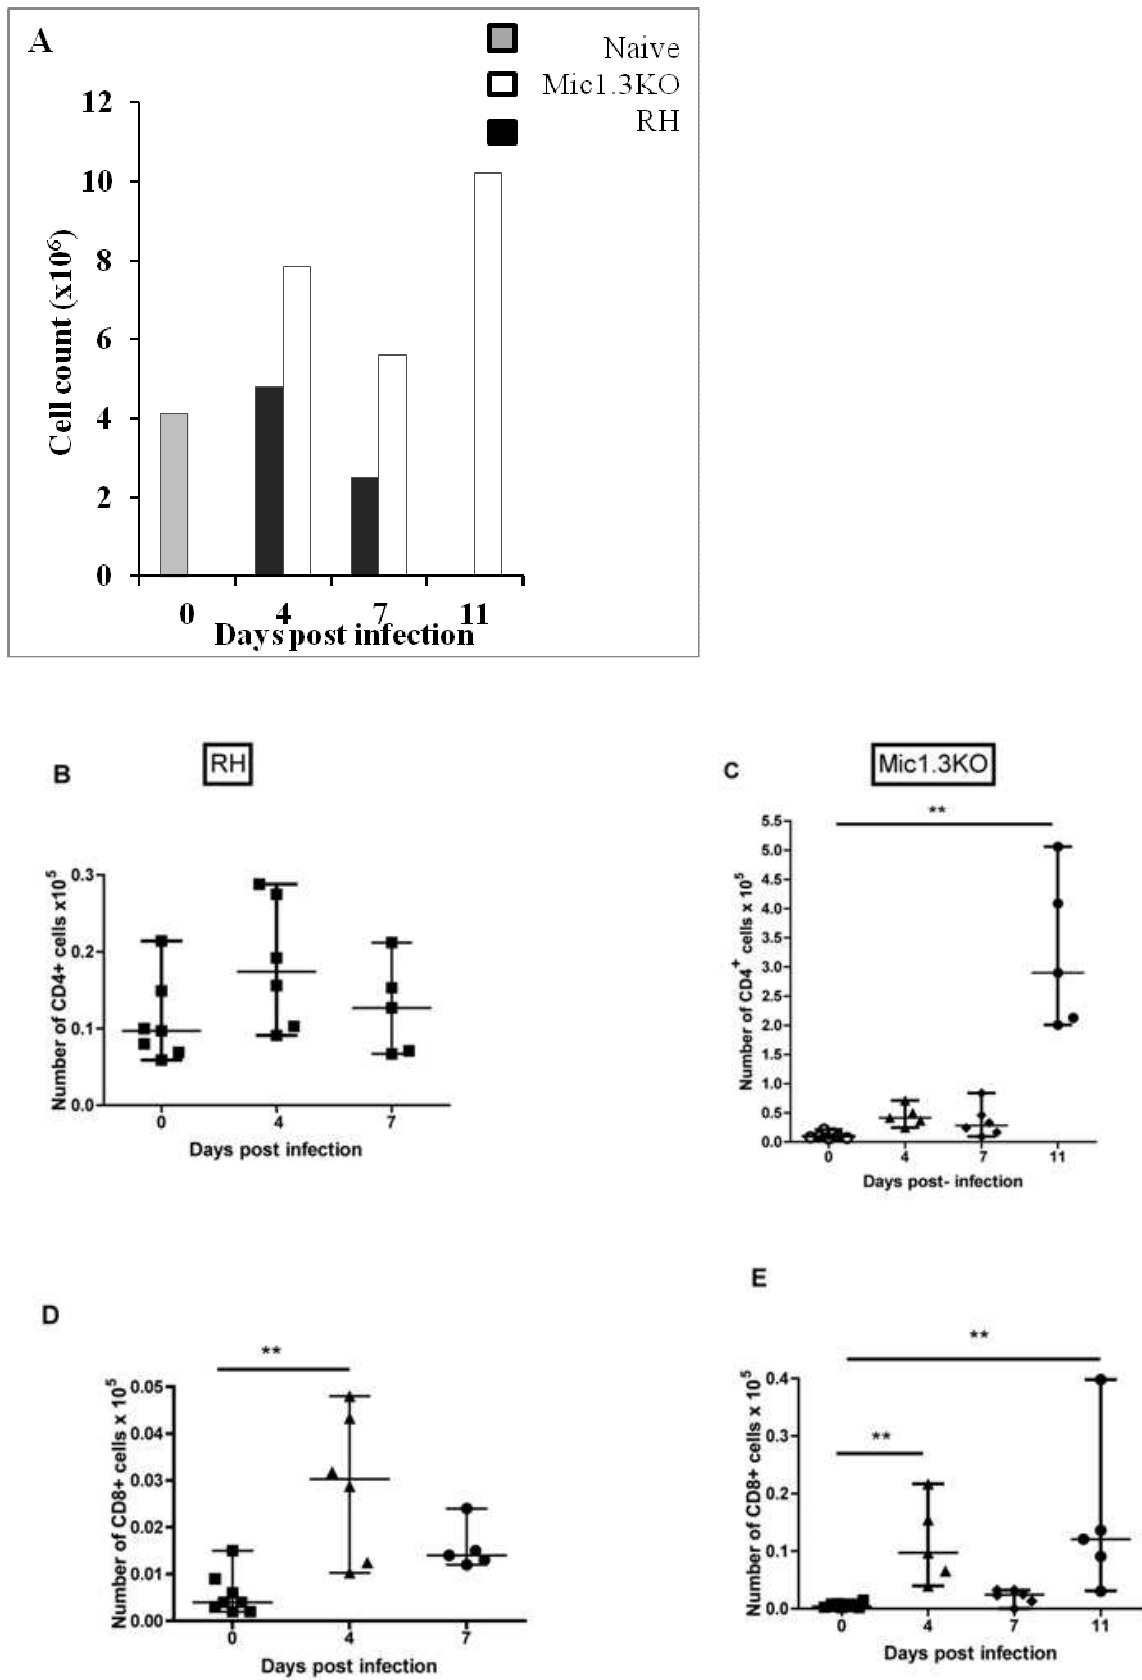 A
Naive
Mic1.3KO
RH
12
10
8
6
4
2
0
Cell count (x10⁶)
0 4 7 11
Days post infection
B
RH
0.3
0.2
0.1
0.0
Number of CD4+ cells x10⁵
0 4 7
Days post infection
C
Mic1.3KO
**
5.5
5.0
4.5
4.0
3.5
3.0
2.5
2.0
1.5
1.0
0.5
0.0
Number of CD4⁺ cells x 10⁵
0 4 7 11
Days post- infection
D
**
0.05
0.04
0.03
0.02
0.01
0.00
Number of CD8+ cells x 10⁵
0 4 7
Days post infection
E
**
**
0.4
0.3
0.2
0.1
0.0
Number of CD8+ cells x 10⁵
0 4 7 11
Days post infection